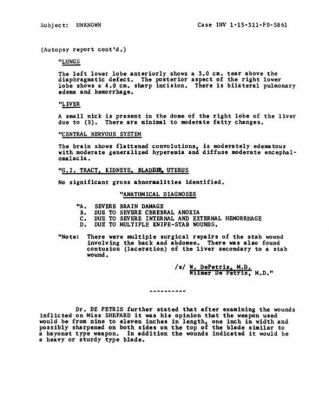 Subject:  UNKNOWN
Case INV 1-15-311-F9-5861
(Autopsy report cont'd.)
"LUNGS
The left lower lobe anteriorly shows a 3.0 cm. tear above the
diaphragmatic defect.  The posterior aspect of the right lower
lobe shows a 4.0 cm. sharp incision.  There is bilateral pulmonary
edema and hemorrhage.
"LIVER
A small nick is present in the dome of the right lobe of the liver
due to (9).  There are minimal to moderate fatty changes.
"CENTRAL NERVOUS SYSTEM
The brain shows flattened convolutions, is moderately edematous
with moderate generalized hyperemia and diffuse moderate encephal-
omalacia.
"G.I. TRACT, KIDNEYS, BLADDER, UTERUS
No significant gross abnormalities identified.
"ANATOMICAL DIAGNOSES
"A.  SEVERE BRAIN DAMAGE
B.  DUE TO SEVERE CEREBRAL ANOXIA
C.  DUE TO SEVERE INTERNAL AND EXTERNAL HEMORRHAGE
D.  DUE TO MULTIPLE KNIFE-STAB WOUNDS.
"Note:  There were multiple surgical repairs of the stab wound
involving the back and abdomen.  There was also found
contusion (laceration) of the liver secondary to a stab
wound.
/s/ W. DePetris, M.D.
Wilmer De Petris, M.D."
----------
Dr. DE PETRIS further stated that after examining the wounds
inflicted on Miss SHEPARD it was his opinion that the weapon used
would be from nine to eleven inches in length, one inch in width and
possibly sharpened on both sides on the top of the blade similar to
a bayonet type weapon.  In addition the wounds indicated it would be
a heavy or sturdy type blade.